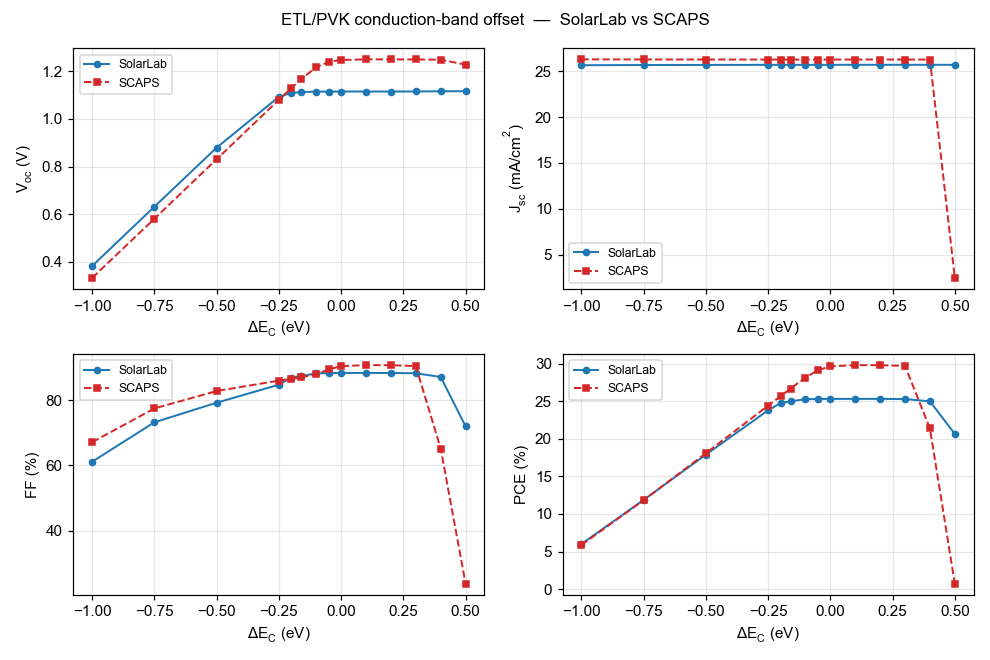 ETL/PVK conduction-band offset — SolarLab vs SCAPS
SolarLab
SCAPS
V_oc (V)
1.2
1.0
0.8
0.6
0.4
−1.00 −0.75 −0.50 −0.25 0.00 0.25 0.50
ΔE_C (eV)
J_sc (mA/cm²)
25
20
15
10
5
SolarLab
SCAPS
−1.00 −0.75 −0.50 −0.25 0.00 0.25 0.50
ΔE_C (eV)
SolarLab
SCAPS
FF (%)
80
60
40
−1.00 −0.75 −0.50 −0.25 0.00 0.25 0.50
ΔE_C (eV)
SolarLab
SCAPS
PCE (%)
30
25
20
15
10
5
0
−1.00 −0.75 −0.50 −0.25 0.00 0.25 0.50
ΔE_C (eV)